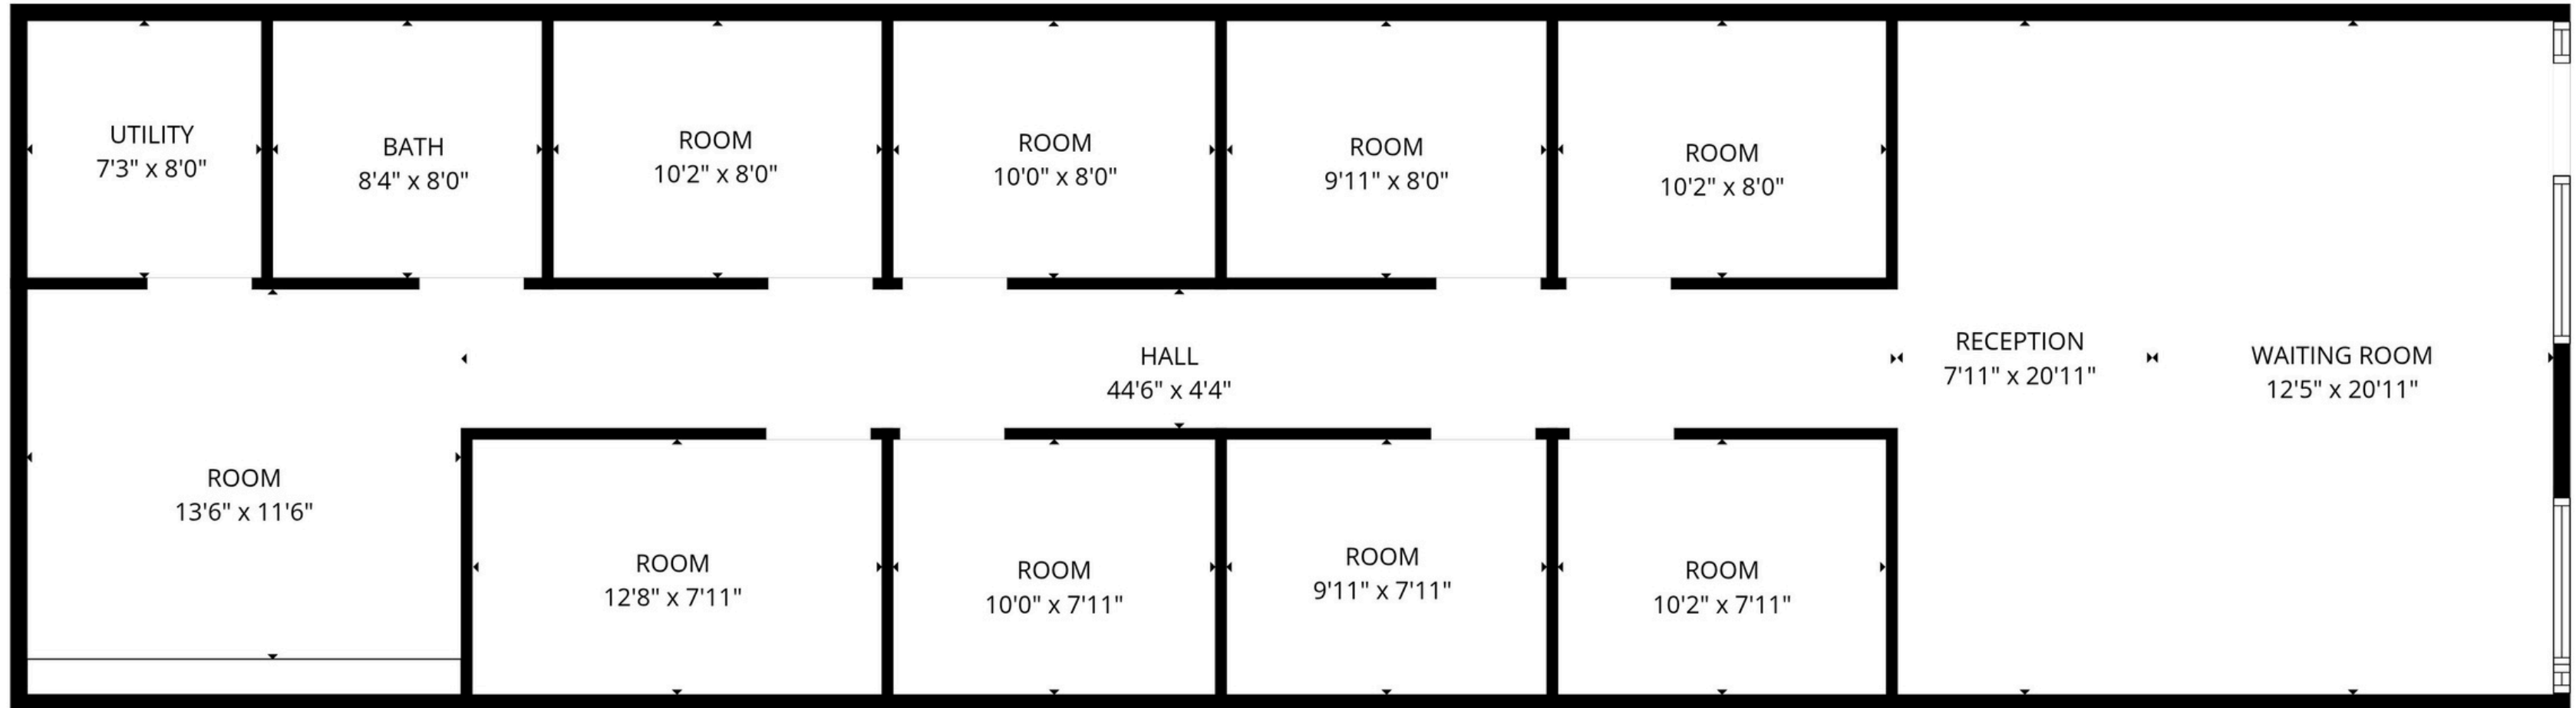 UTILITY
7'3" x 8'0"
BATH
8'4" x 8'0"
ROOM
10'2" x 8'0"
ROOM
10'0" x 8'0"
ROOM
9'11" x 8'0"
ROOM
10'2" x 8'0"
HALL
44'6" x 4'4"
RECEPTION
7'11" x 20'11"
WAITING ROOM
12'5" x 20'11"
ROOM
13'6" x 11'6"
ROOM
12'8" x 7'11"
ROOM
10'0" x 7'11"
ROOM
9'11" x 7'11"
ROOM
10'2" x 7'11"